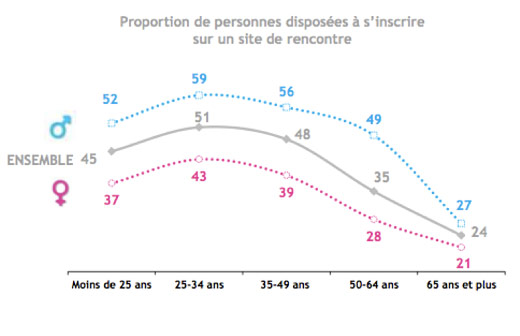 Proportion de personnes disposées à s'inscrire
sur un site de rencontre
52 59 56 49 27
ENSEMBLE 45 51 48 35 24
37 43 39 28 21
Moins de 25 ans 25-34 ans 35-49 ans 50-64 ans 65 ans et plus